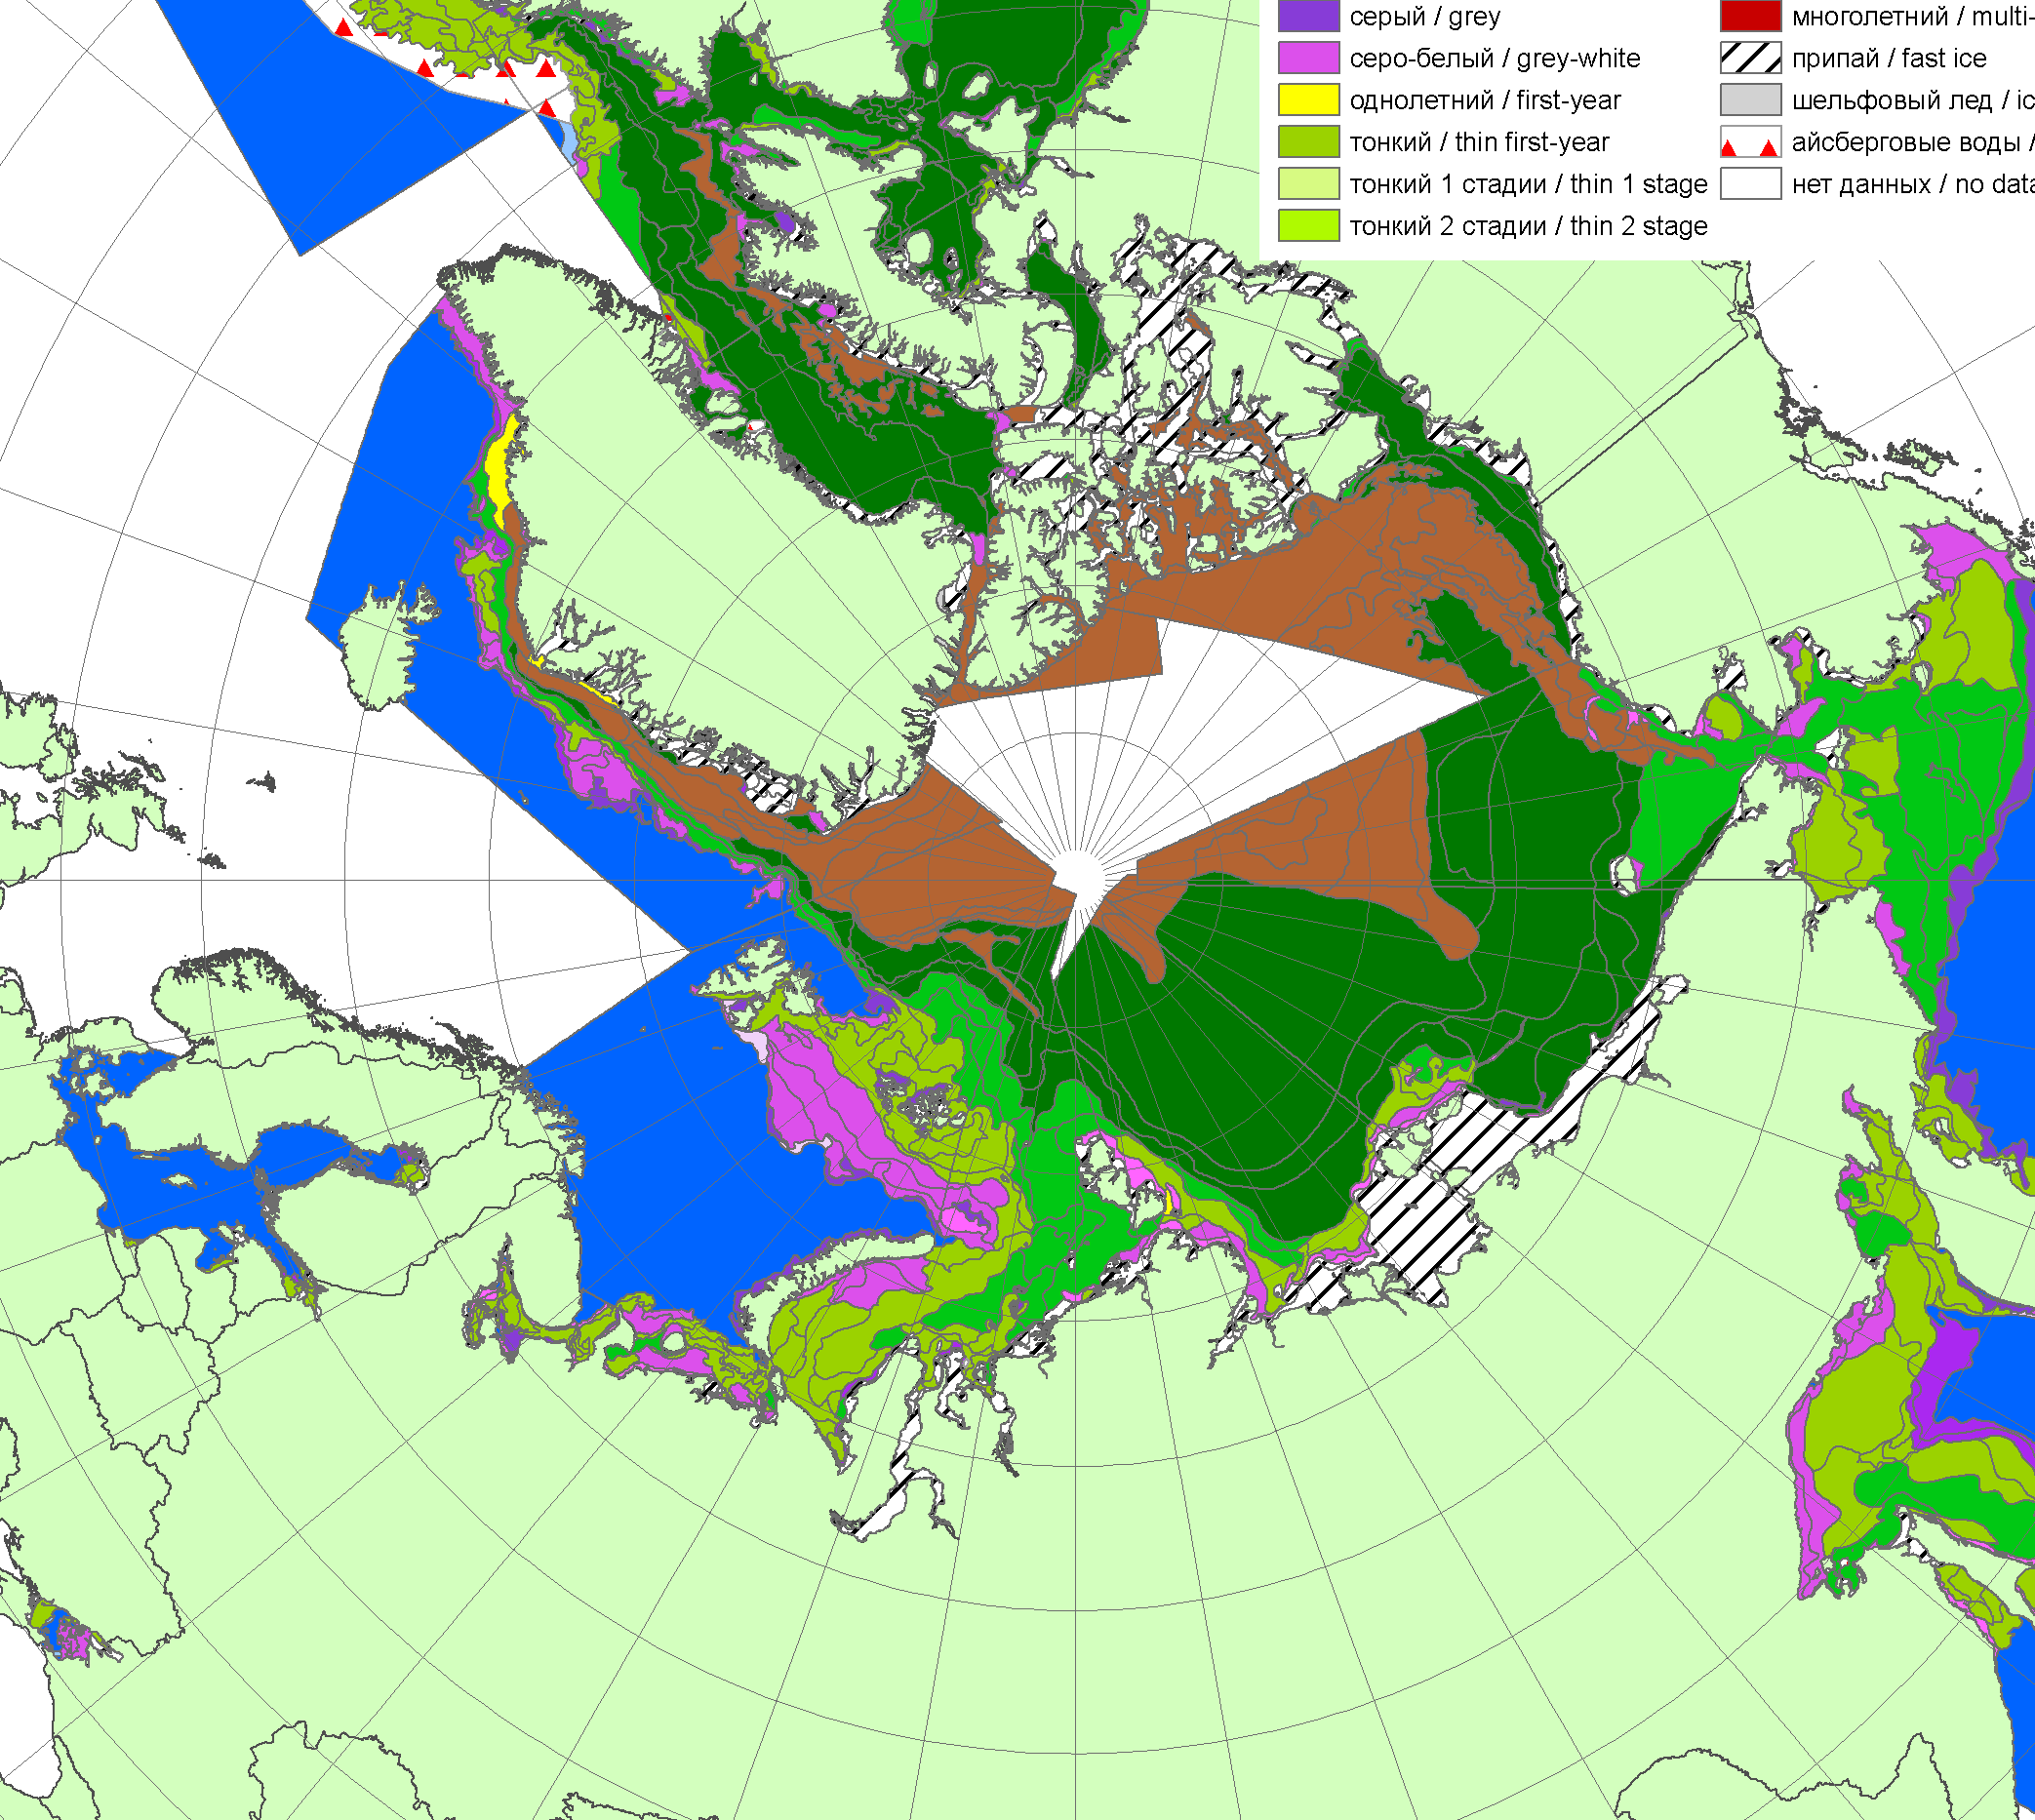 серый / grey
серо-белый / grey-white
однолетний / first-year
тонкий / thin first-year
тонкий 1 стадии / thin 1 stage
тонкий 2 стадии / thin 2 stage
многолетний / multi-
припай / fast ice
шельфовый лед / ic
айсберговые воды /
нет данных / no data